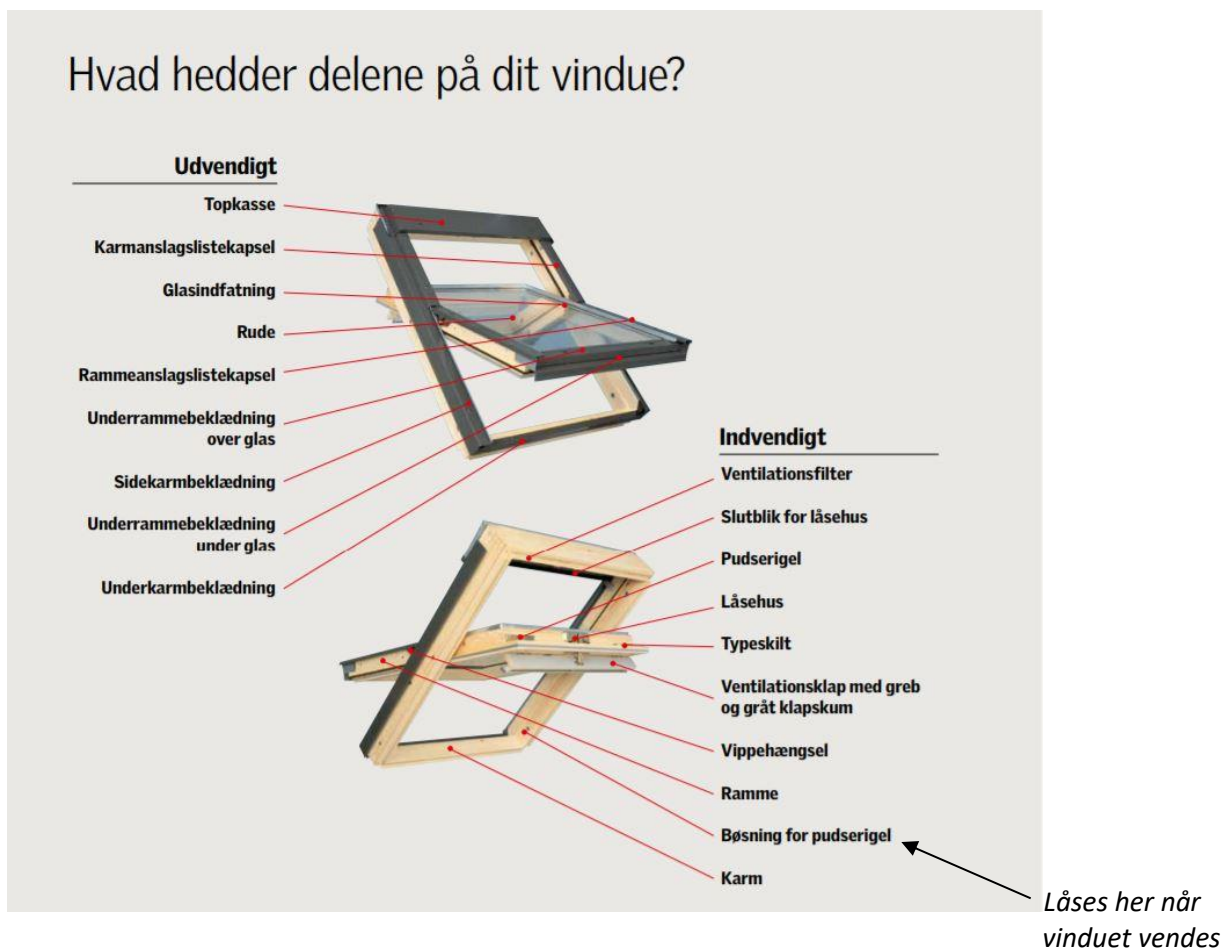 Hvad hedder delene på dit vindue?
Udvendigt
Topkasse
Karmanslagslistekapsel
Glasindfatning
Rude
Rammeanslagslistekapsel
Underrammebeklædning
over glas
Sidekarmbeklædning
Underrammebeklædning
under glas
Underkarmbeklædning
Indvendigt
Ventilationsfilter
Slutblik for låsehus
Pudserigel
Låsehus
Typeskilt
Ventilationsklap med greb
og gråt klapskum
Vippehængsel
Ramme
Bøsning for pudserigel
Karm
Låses her når
vinduet vendes